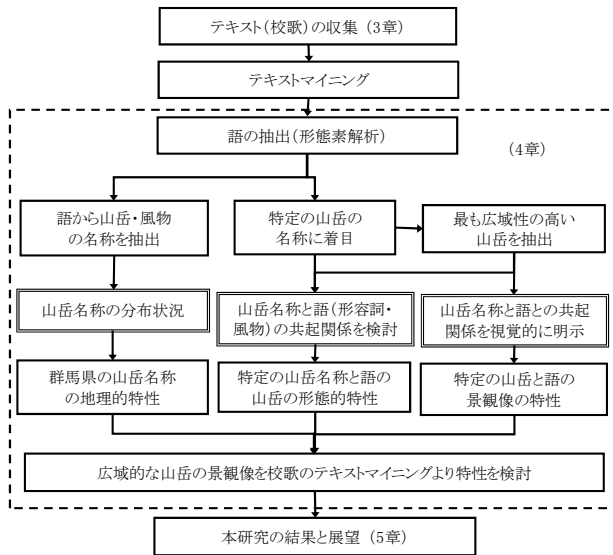 テキスト(校歌)の収集 (3章)
テキストマイニング
語の抽出(形態素解析)
(4章)
語から山岳・風物
の名称を抽出
特定の山岳の
名称に着目
最も広域性の高い
山岳を抽出
山岳名称の分布状況
山岳名称と語(形容詞・
風物)の共起関係を検討
山岳名称と語との共起
関係を視覚的に明示
群馬県の山岳名称
の地理的特性
特定の山岳名称と語の
山岳の形態的特性
特定の山岳と語の
景観像の特性
広域的な山岳の景観像を校歌のテキストマイニングより特性を検討
本研究の結果と展望 (5章)